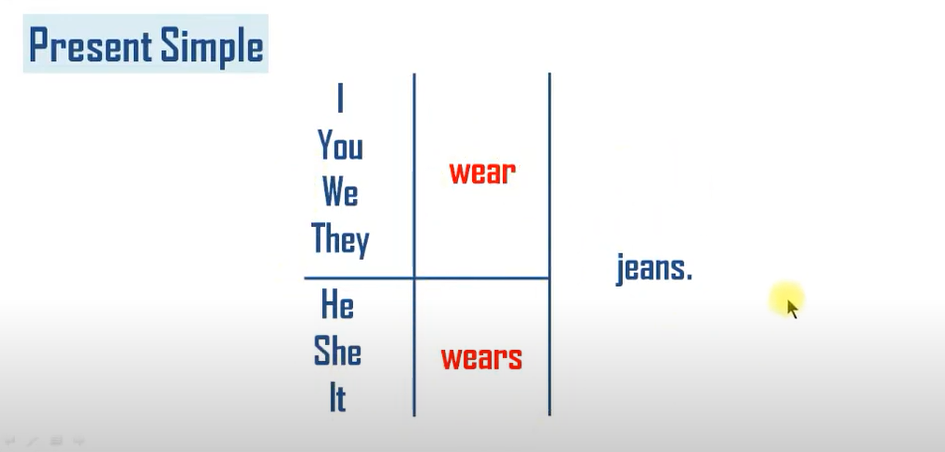 Present Simple
I
You
We
They
wear
He
She
It
wears
jeans.